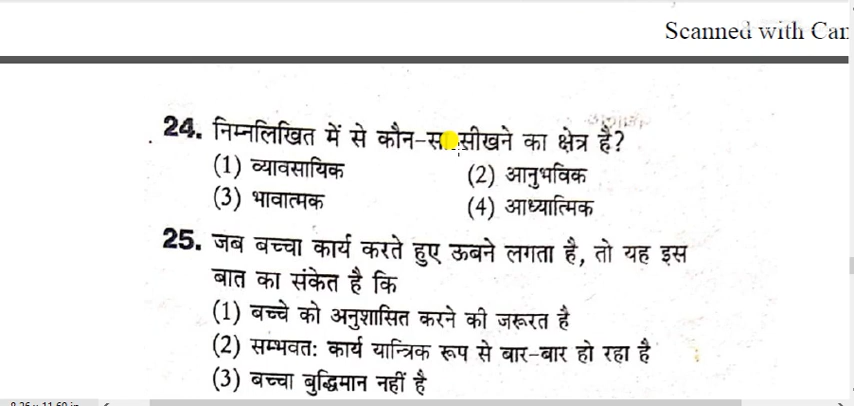 Scanned with Can
24. निम्नलिखित में से कौन-सा सीखने का क्षेत्र है?
(1) व्यावसायिक
(2) आनुभविक
(3) भावात्मक
(4) आध्यात्मिक
25. जब बच्चा कार्य करते हुए ऊबने लगता है, तो यह इस
बात का संकेत है कि
(1) बच्चे को अनुशासित करने की जरूरत है
(2) सम्भवत: कार्य यान्त्रिक रूप से बार-बार हो रहा है
(3) बच्चा बुद्धिमान नहीं है